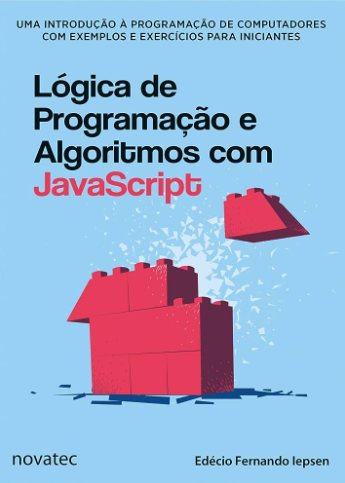 UMA INTRODUÇÃO À PROGRAMAÇÃO DE COMPUTADORES
COM EXEMPLOS E EXERCÍCIOS PARA INICIANTES
Lógica de
Programação e
Algoritmos com
JavaScript
novatec
Edécio Fernando Iepsen